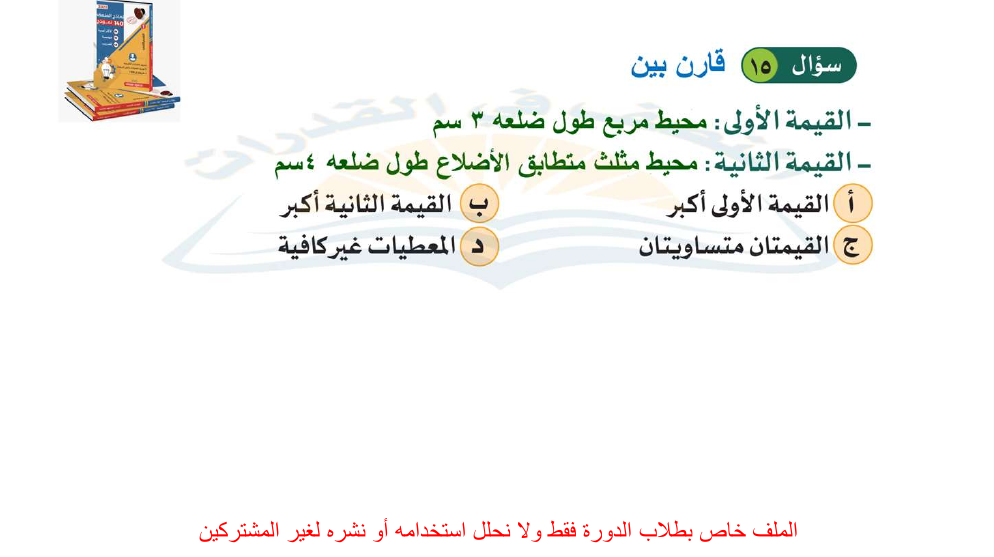 سؤال ١٥ قارن بين
- القيمة الأولى: محيط مربع طول ضلعه ٣ سم
- القيمة الثانية: محيط مثلث متطابق الأضلاع طول ضلعه ٤سم
أ القيمة الأولى أكبر ب القيمة الثانية أكبر
ج القيمتان متساويتان د المعطيات غير كافية
الملف خاص بطلاب الدورة فقط ولا نحلل استخدامه أو نشره لغير المشتركين